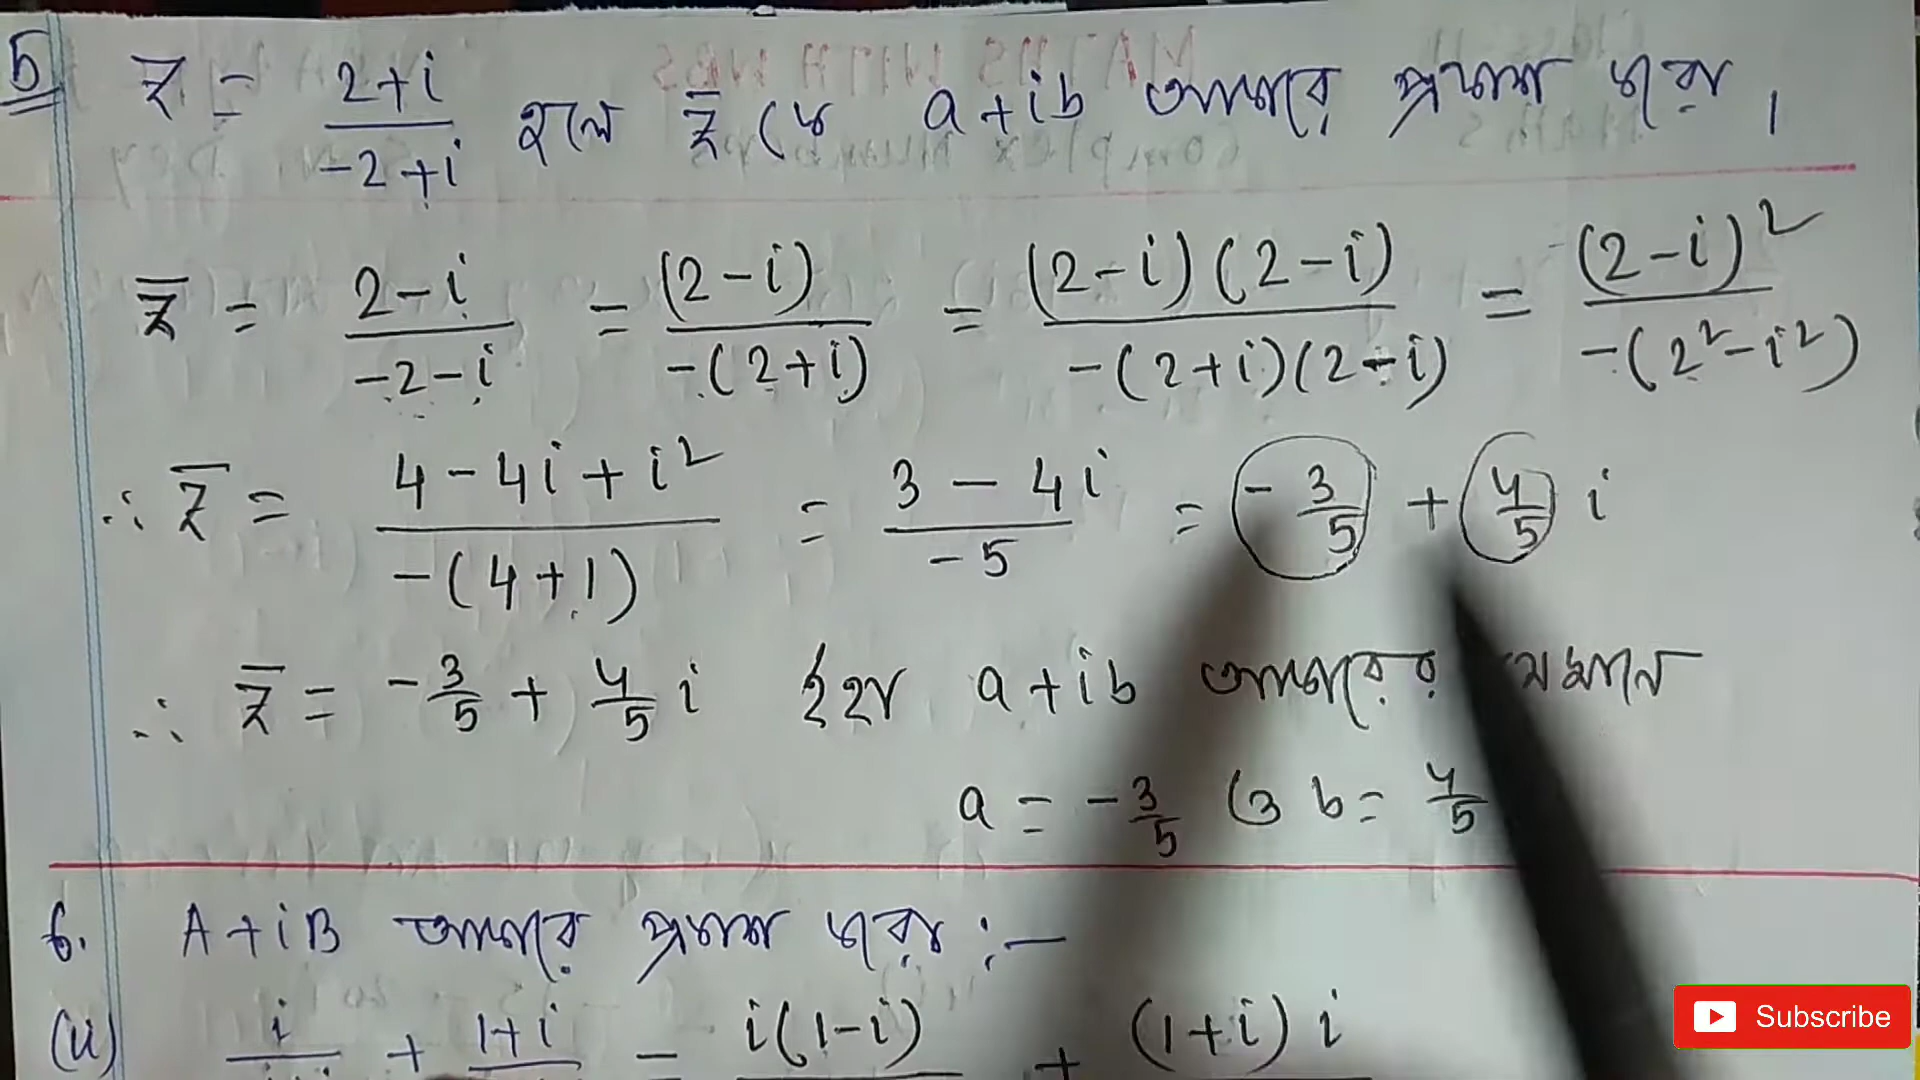 5 z = (2+i)/(-2+i) হলে z̄ কে a+ib আকারে প্রকাশ করো।
z̄ = (2-i)/(-2-i) = (2-i)/(-(2+i)) = (2-i)(2-i)/(-(2+i)(2-i)) = (2-i)²/(-(2²-i²))
∴ z̄ = (4-4i+i²)/(-(4+1)) = (3-4i)/(-5) = -3/5 + 4/5 i
∴ z̄ = -3/5 + 4/5 i ইহা a+ib আকারের যেখানে
a = -3/5 ও b = 4/5
6. A+iB আকারে প্রকাশ করো :-
(ii) i + 1+i = i(1-i) + (1+i)i
Subscribe